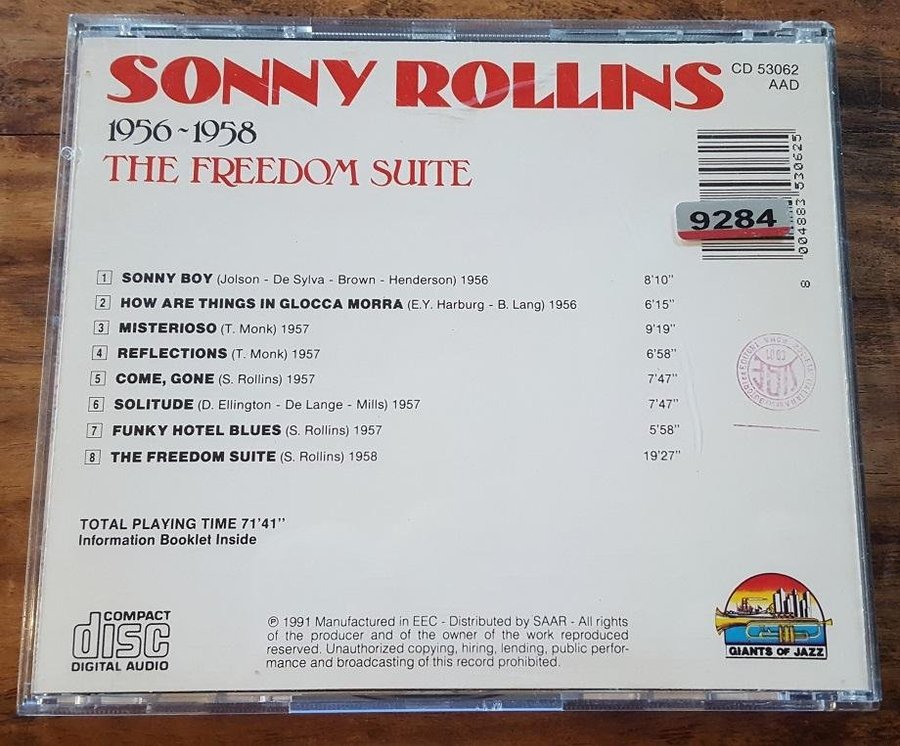 SONNY ROLLINS
CD 53062
AAD
1956~1958
THE FREEDOM SUITE
004883 530625
9284
8
1 SONNY BOY (Jolson - De Sylva - Brown - Henderson) 1956 8'10"
2 HOW ARE THINGS IN GLOCCA MORRA (E.Y. Harburg - B. Lang) 1956 6'15"
3 MISTERIOSO (T. Monk) 1957 9'19"
4 REFLECTIONS (T. Monk) 1957 6'58"
5 COME, GONE (S. Rollins) 1957 7'47"
6 SOLITUDE (D. Ellington - De Lange - Mills) 1957 7'47"
7 FUNKY HOTEL BLUES (S. Rollins) 1957 5'58"
8 THE FREEDOM SUITE (S. Rollins) 1958 19'27"
TOTAL PLAYING TIME 71'41"
Information Booklet Inside
COMPACT
disc
DIGITAL AUDIO
℗ 1991 Manufactured in EEC - Distributed by SAAR - All rights
of the producer and of the owner of the work reproduced
reserved. Unauthorized copying, hiring, lending, public perfor-
mance and broadcasting of this record prohibited.
GIANTS OF JAZZ